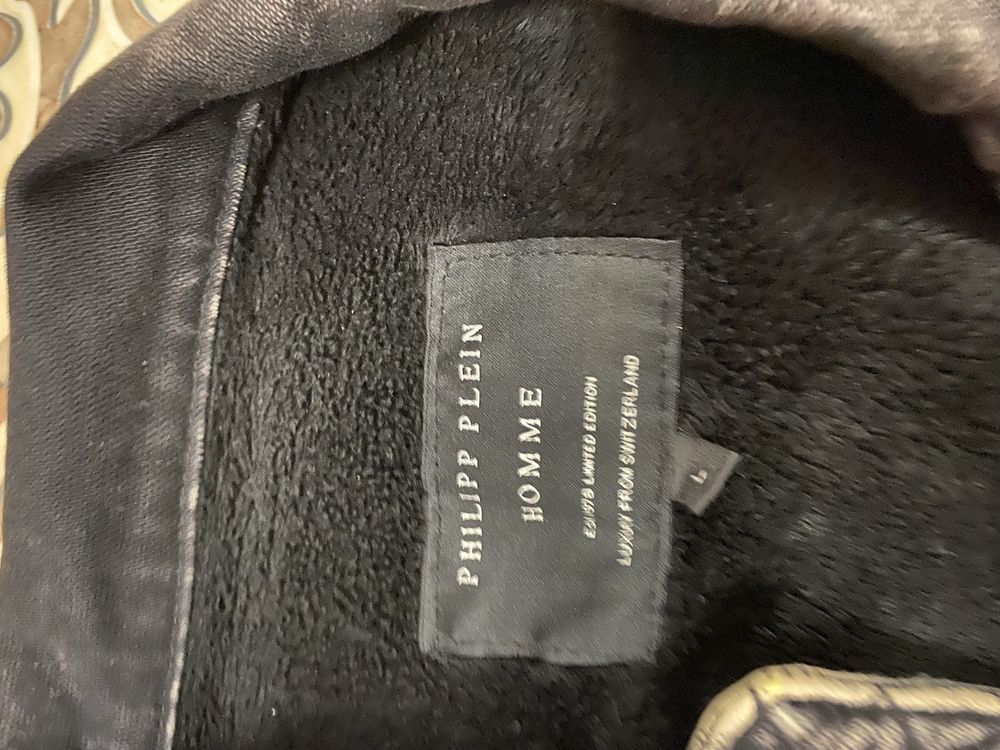 PHILIPP PLEIN
HOMME
LIMITED EDITION
LUXURY FROM SWITZERLAND
L